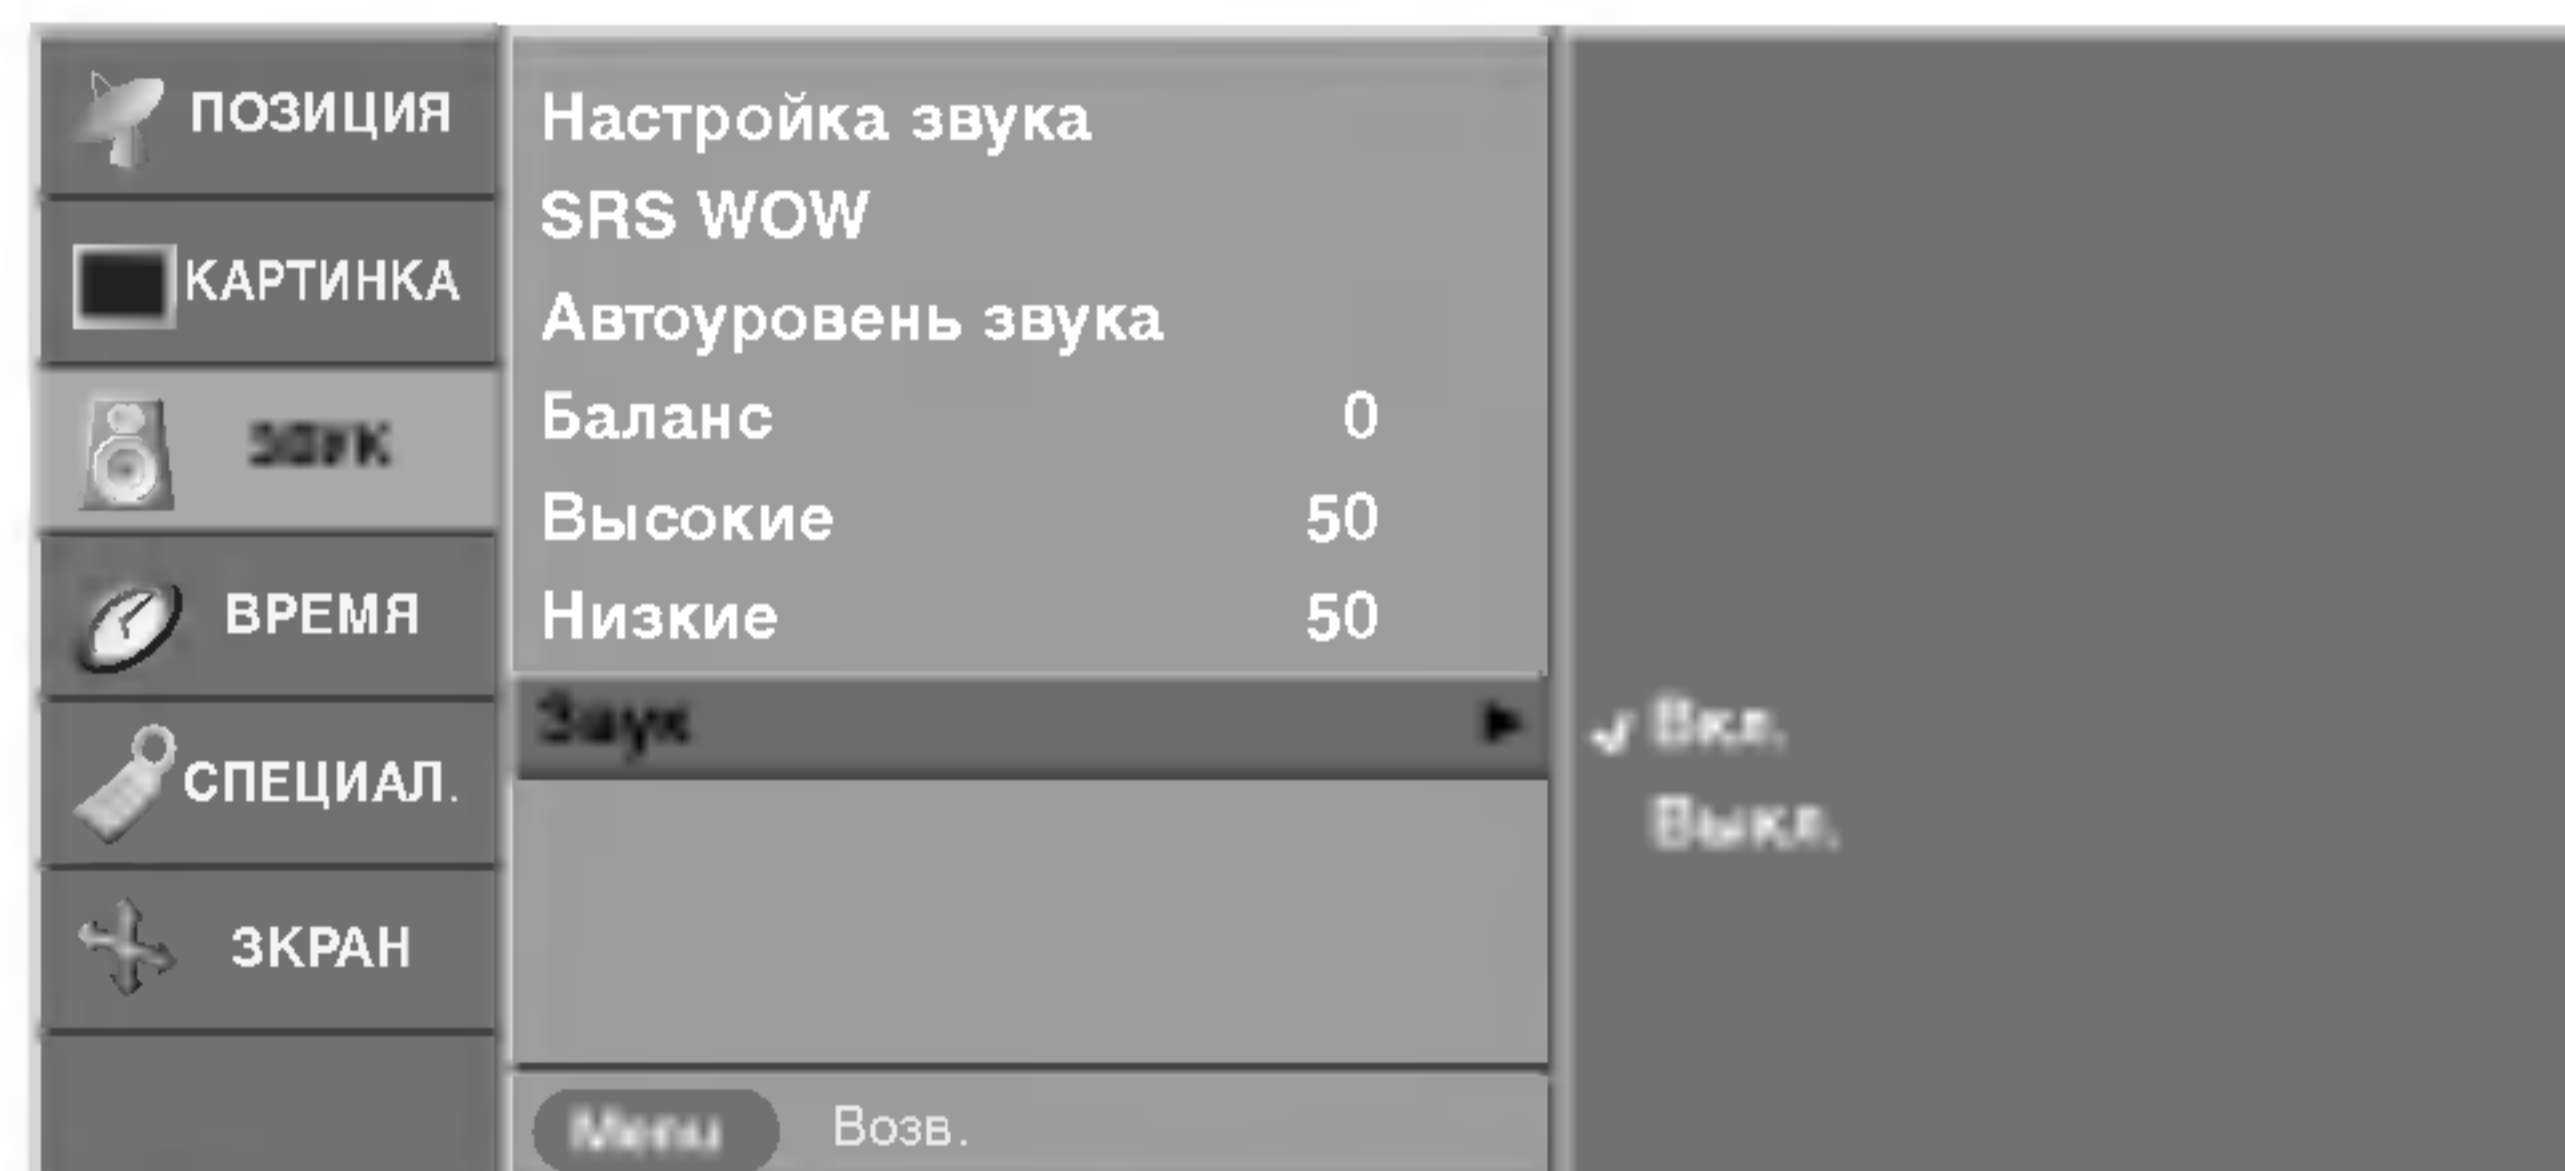 ПОЗИЦИЯ
КАРТИНКА
ЗВУК
ВРЕМЯ
СПЕЦИАЛ.
ЗКРАН
Настройка звука
SRS WOW
Автоуровень звука
Баланс 0
Высокие 50
Низкие 50
Звук
Вкл.
Выкл.
Menu Возв.